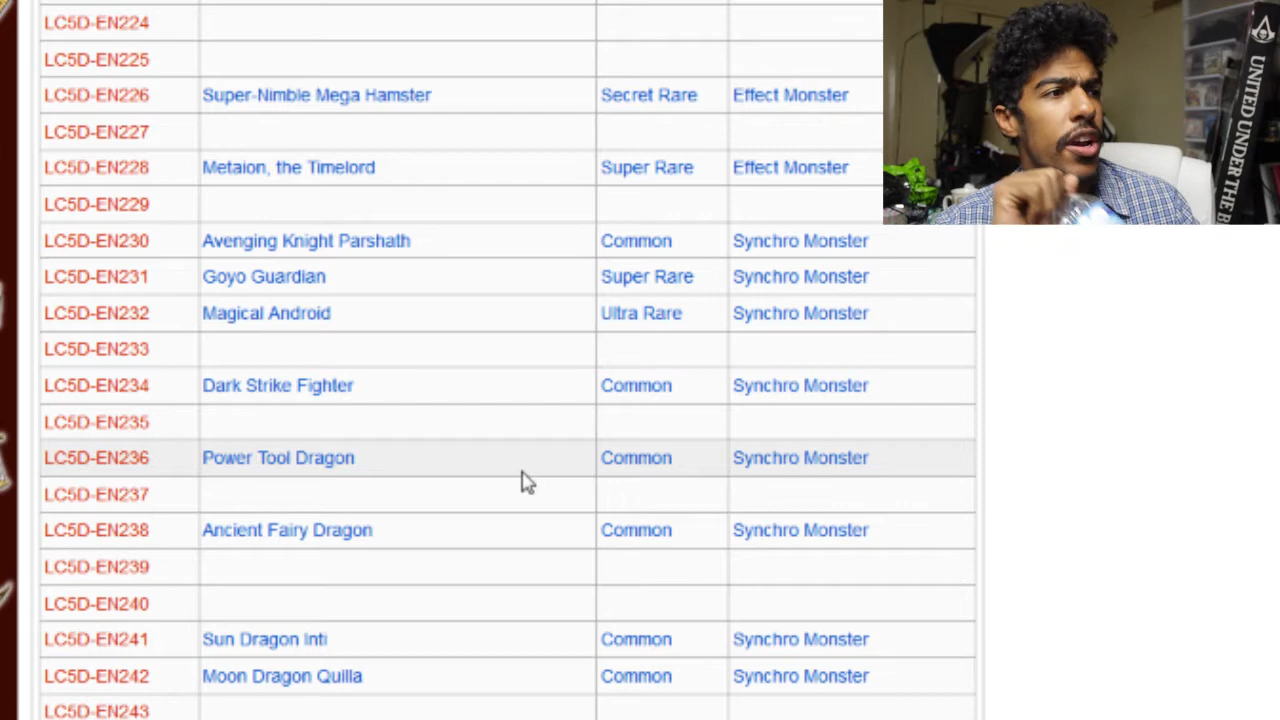 LC5D-EN224
LC5D-EN225
LC5D-EN226 Super-Nimble Mega Hamster Secret Rare Effect Monster
LC5D-EN227
LC5D-EN228 Metaion, the Timelord Super Rare Effect Monster
LC5D-EN229
LC5D-EN230 Avenging Knight Parshath Common Synchro Monster
LC5D-EN231 Goyo Guardian Super Rare Synchro Monster
LC5D-EN232 Magical Android Ultra Rare Synchro Monster
LC5D-EN233
LC5D-EN234 Dark Strike Fighter Common Synchro Monster
LC5D-EN235
LC5D-EN236 Power Tool Dragon Common Synchro Monster
LC5D-EN237
LC5D-EN238 Ancient Fairy Dragon Common Synchro Monster
LC5D-EN239
LC5D-EN240
LC5D-EN241 Sun Dragon Inti Common Synchro Monster
LC5D-EN242 Moon Dragon Quilla Common Synchro Monster
LC5D-EN243
UNITED UNDER THE B